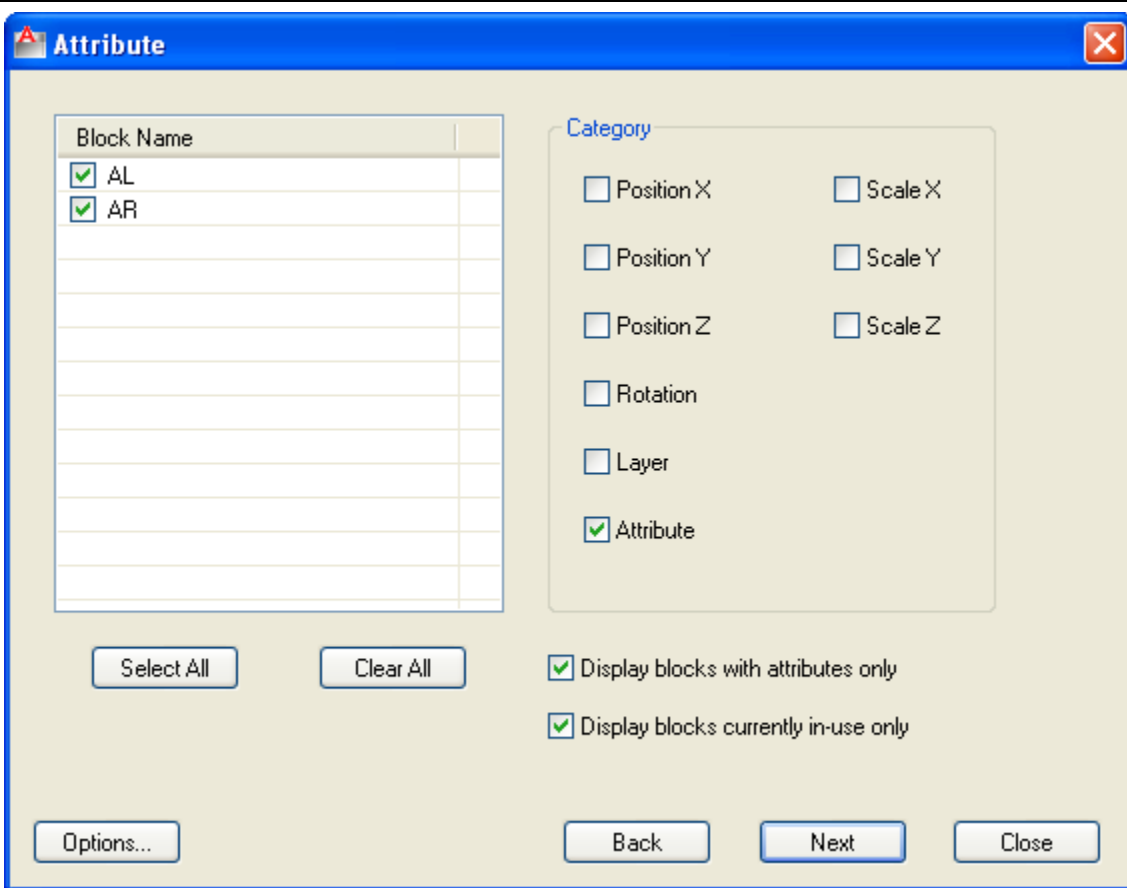 Attribute
Block Name
AL
AR
Category
Position X
Scale X
Position Y
Scale Y
Position Z
Scale Z
Rotation
Layer
Attribute
Select All
Clear All
Display blocks with attributes only
Display blocks currently in-use only
Options...
Back
Next
Close